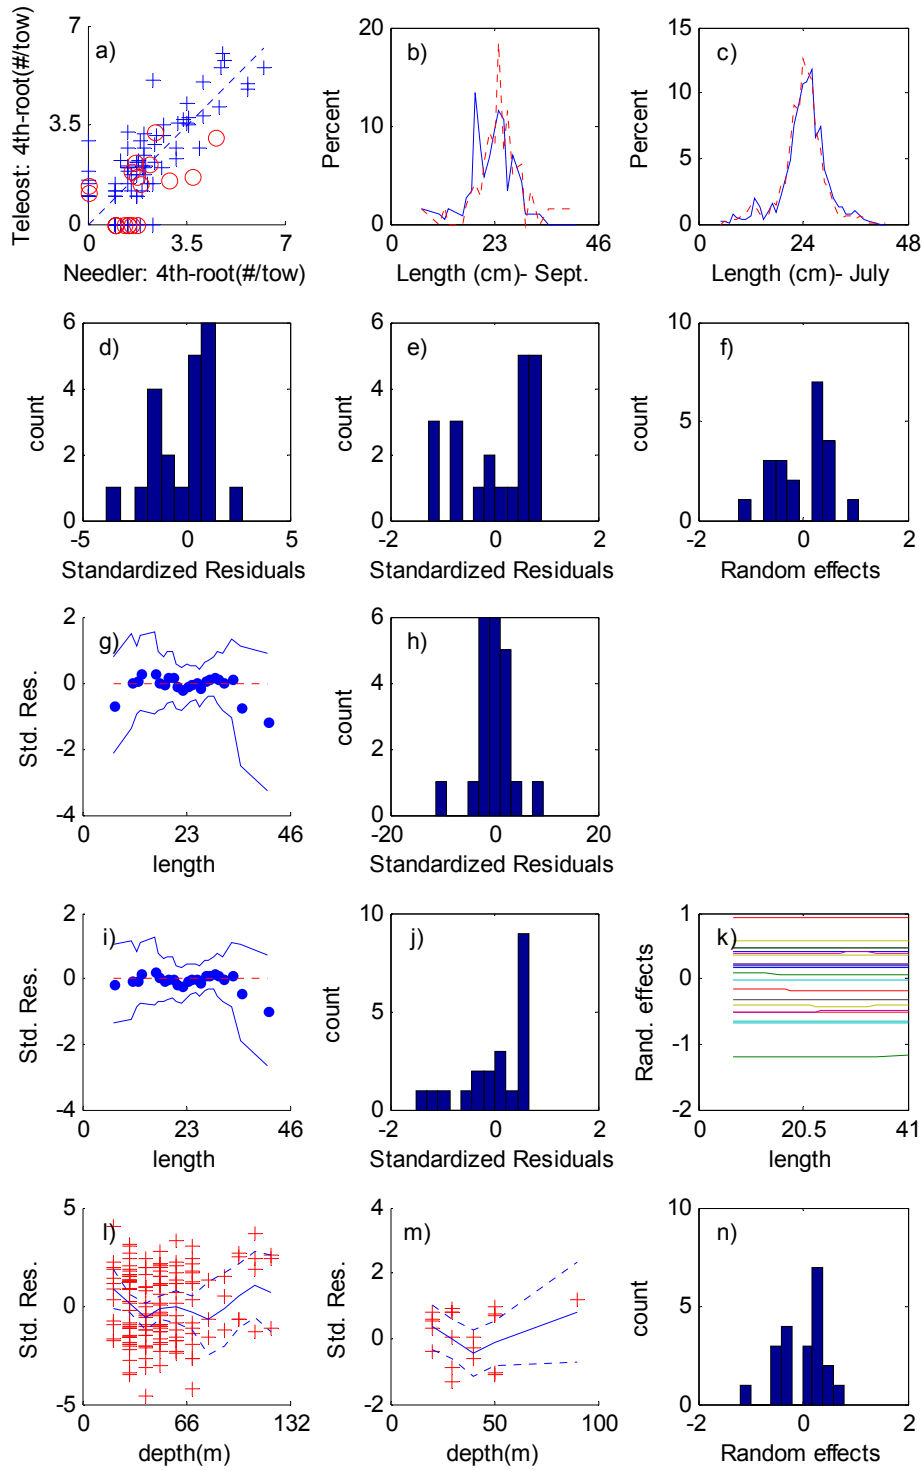 a)
7
3.5
0
0 3.5 7
Teleost: 4th-root(#/tow)
Needler: 4th-root(#/tow)
b)
20
10
0
0 23 46
Percent
Length (cm)- Sept.
c)
15
10
5
0
0 24 48
Percent
Length (cm)- July
d)
6
4
2
0
-5 0 5
count
Standardized Residuals
e)
6
4
2
0
-2 0 2
count
Standardized Residuals
f)
10
5
0
-2 0 2
count
Random effects
g)
2
0
-2
-4
0 23 46
Std. Res.
length
h)
6
4
2
0
-20 0 20
count
Standardized Residuals
i)
2
0
-2
-4
0 23 46
Std. Res.
length
j)
10
5
0
-2 0 2
count
Standardized Residuals
k)
1
0
-1
-2
0 20.5 41
Rand. effects
length
l)
5
0
-5
0 66 132
Std. Res.
depth(m)
m)
4
2
0
-2
0 50 100
Std. Res.
depth(m)
n)
10
5
0
-2 0 2
count
Random effects